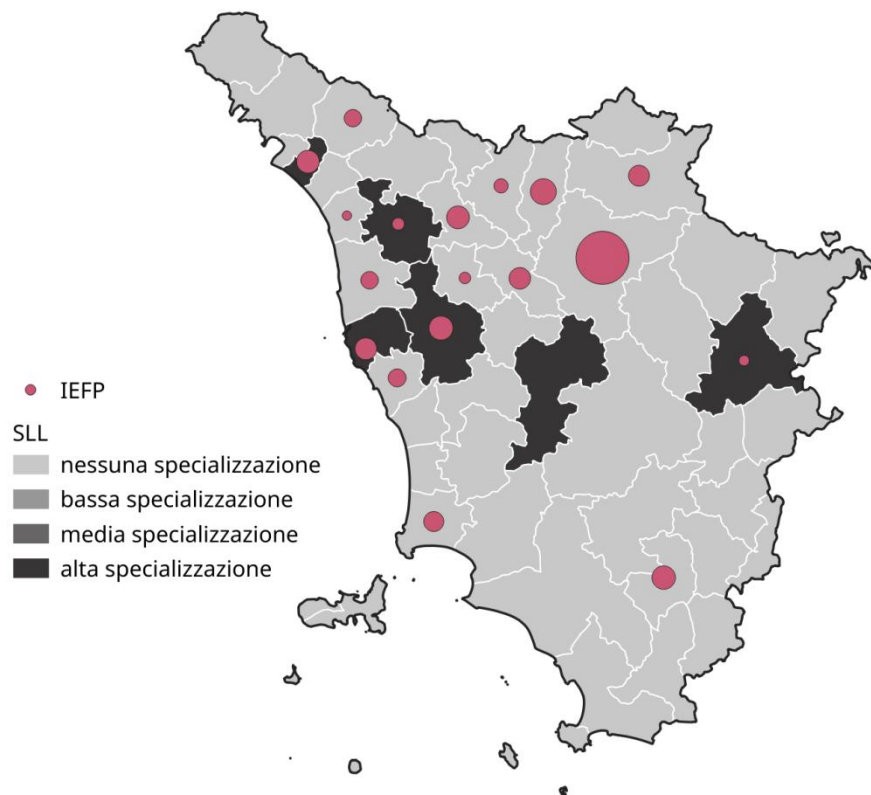 IEFP
SLL
nessuna specializzazione
bassa specializzazione
media specializzazione
alta specializzazione